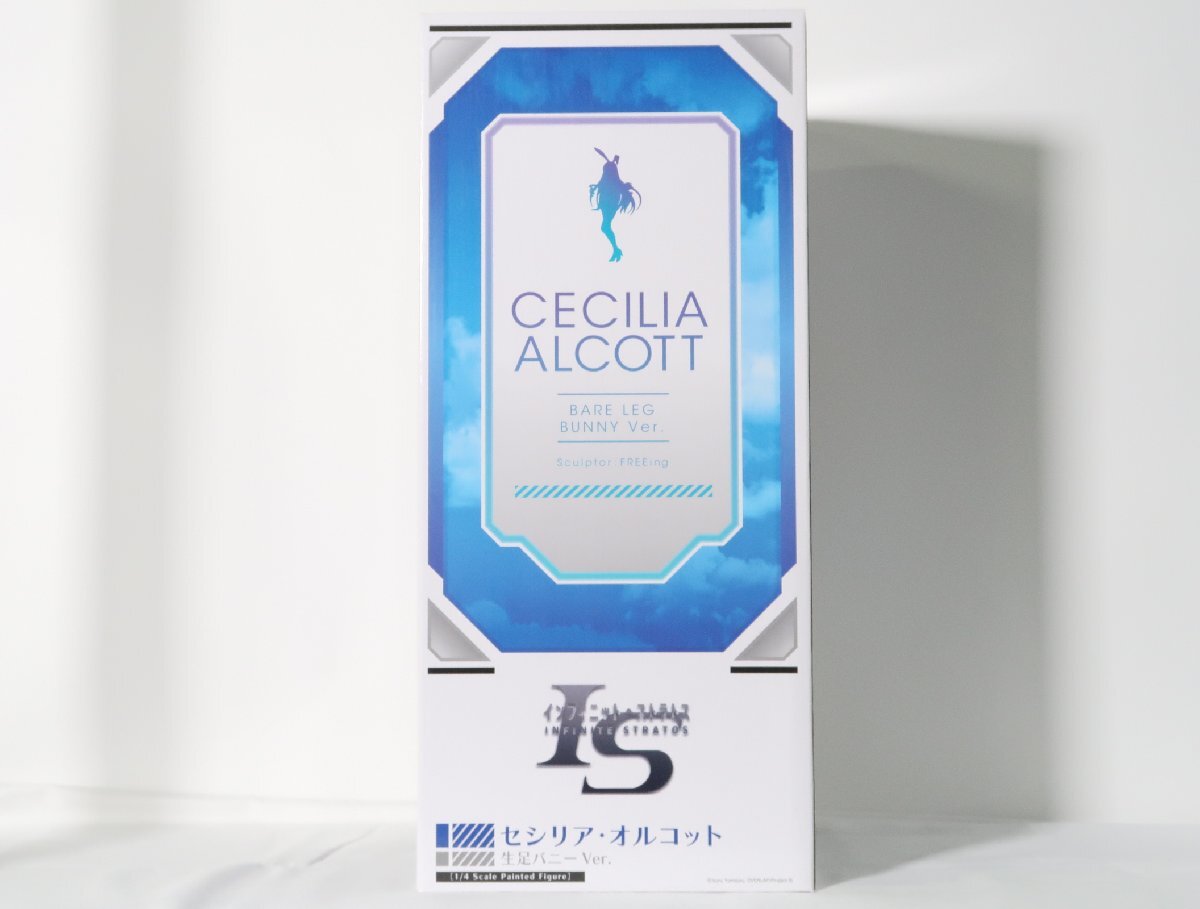 CECILIA
ALCOTT
BARE LEG
BUNNY Ver.
Sculptor: FREEing
インフィニット・ストラトス
INFINITE STRATOS
IS
セシリア・オルコット
生足バニーVer.
[1/4 Scale Painted Figure]